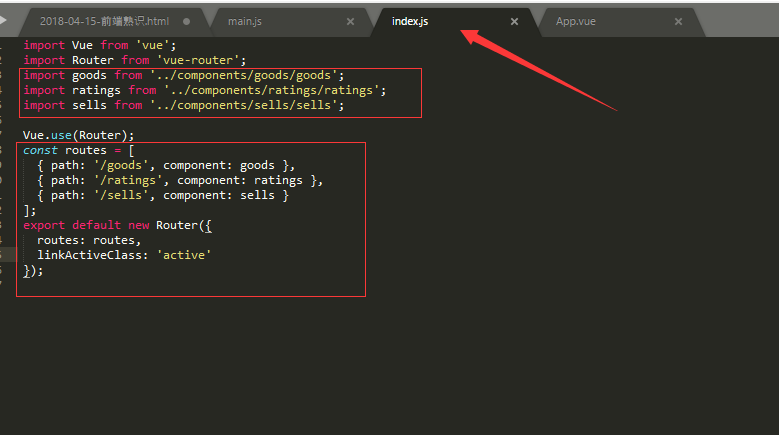 2018-04-15-前端熟识.html
main.js
index.js
App.vue
import Vue from 'vue';
import Router from 'vue-router';
import goods from '../components/goods/goods';
import ratings from '../components/ratings/ratings';
import sells from '../components/sells/sells';
Vue.use(Router);
const routes = [
{ path: '/goods', component: goods },
{ path: '/ratings', component: ratings },
{ path: '/sells', component: sells }
];
export default new Router({
routes: routes,
linkActiveClass: 'active'
});